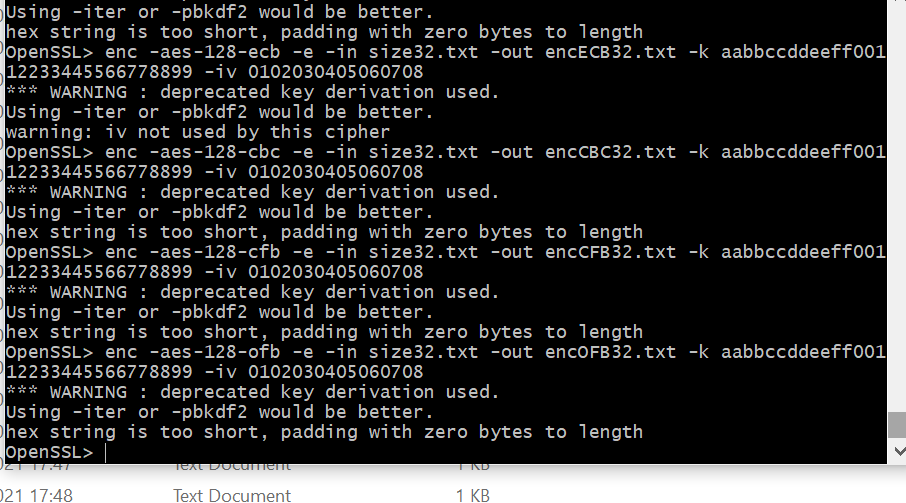 Using -iter or -pbkdf2 would be better.
hex string is too short, padding with zero bytes to length
OpenSSL> enc -aes-128-ecb -e -in size32.txt -out encECB32.txt -k aabbccddeeff001
12233445566778899 -iv 0102030405060708
*** WARNING : deprecated key derivation used.
Using -iter or -pbkdf2 would be better.
warning: iv not used by this cipher
OpenSSL> enc -aes-128-cbc -e -in size32.txt -out encCBC32.txt -k aabbccddeeff001
12233445566778899 -iv 0102030405060708
*** WARNING : deprecated key derivation used.
Using -iter or -pbkdf2 would be better.
hex string is too short, padding with zero bytes to length
OpenSSL> enc -aes-128-cfb -e -in size32.txt -out encCFB32.txt -k aabbccddeeff001
12233445566778899 -iv 0102030405060708
*** WARNING : deprecated key derivation used.
Using -iter or -pbkdf2 would be better.
hex string is too short, padding with zero bytes to length
OpenSSL> enc -aes-128-ofb -e -in size32.txt -out encOFB32.txt -k aabbccddeeff001
12233445566778899 -iv 0102030405060708
*** WARNING : deprecated key derivation used.
Using -iter or -pbkdf2 would be better.
hex string is too short, padding with zero bytes to length
OpenSSL>
021 17:47 Text Document 1 KB
021 17:48 Text Document 1 KB